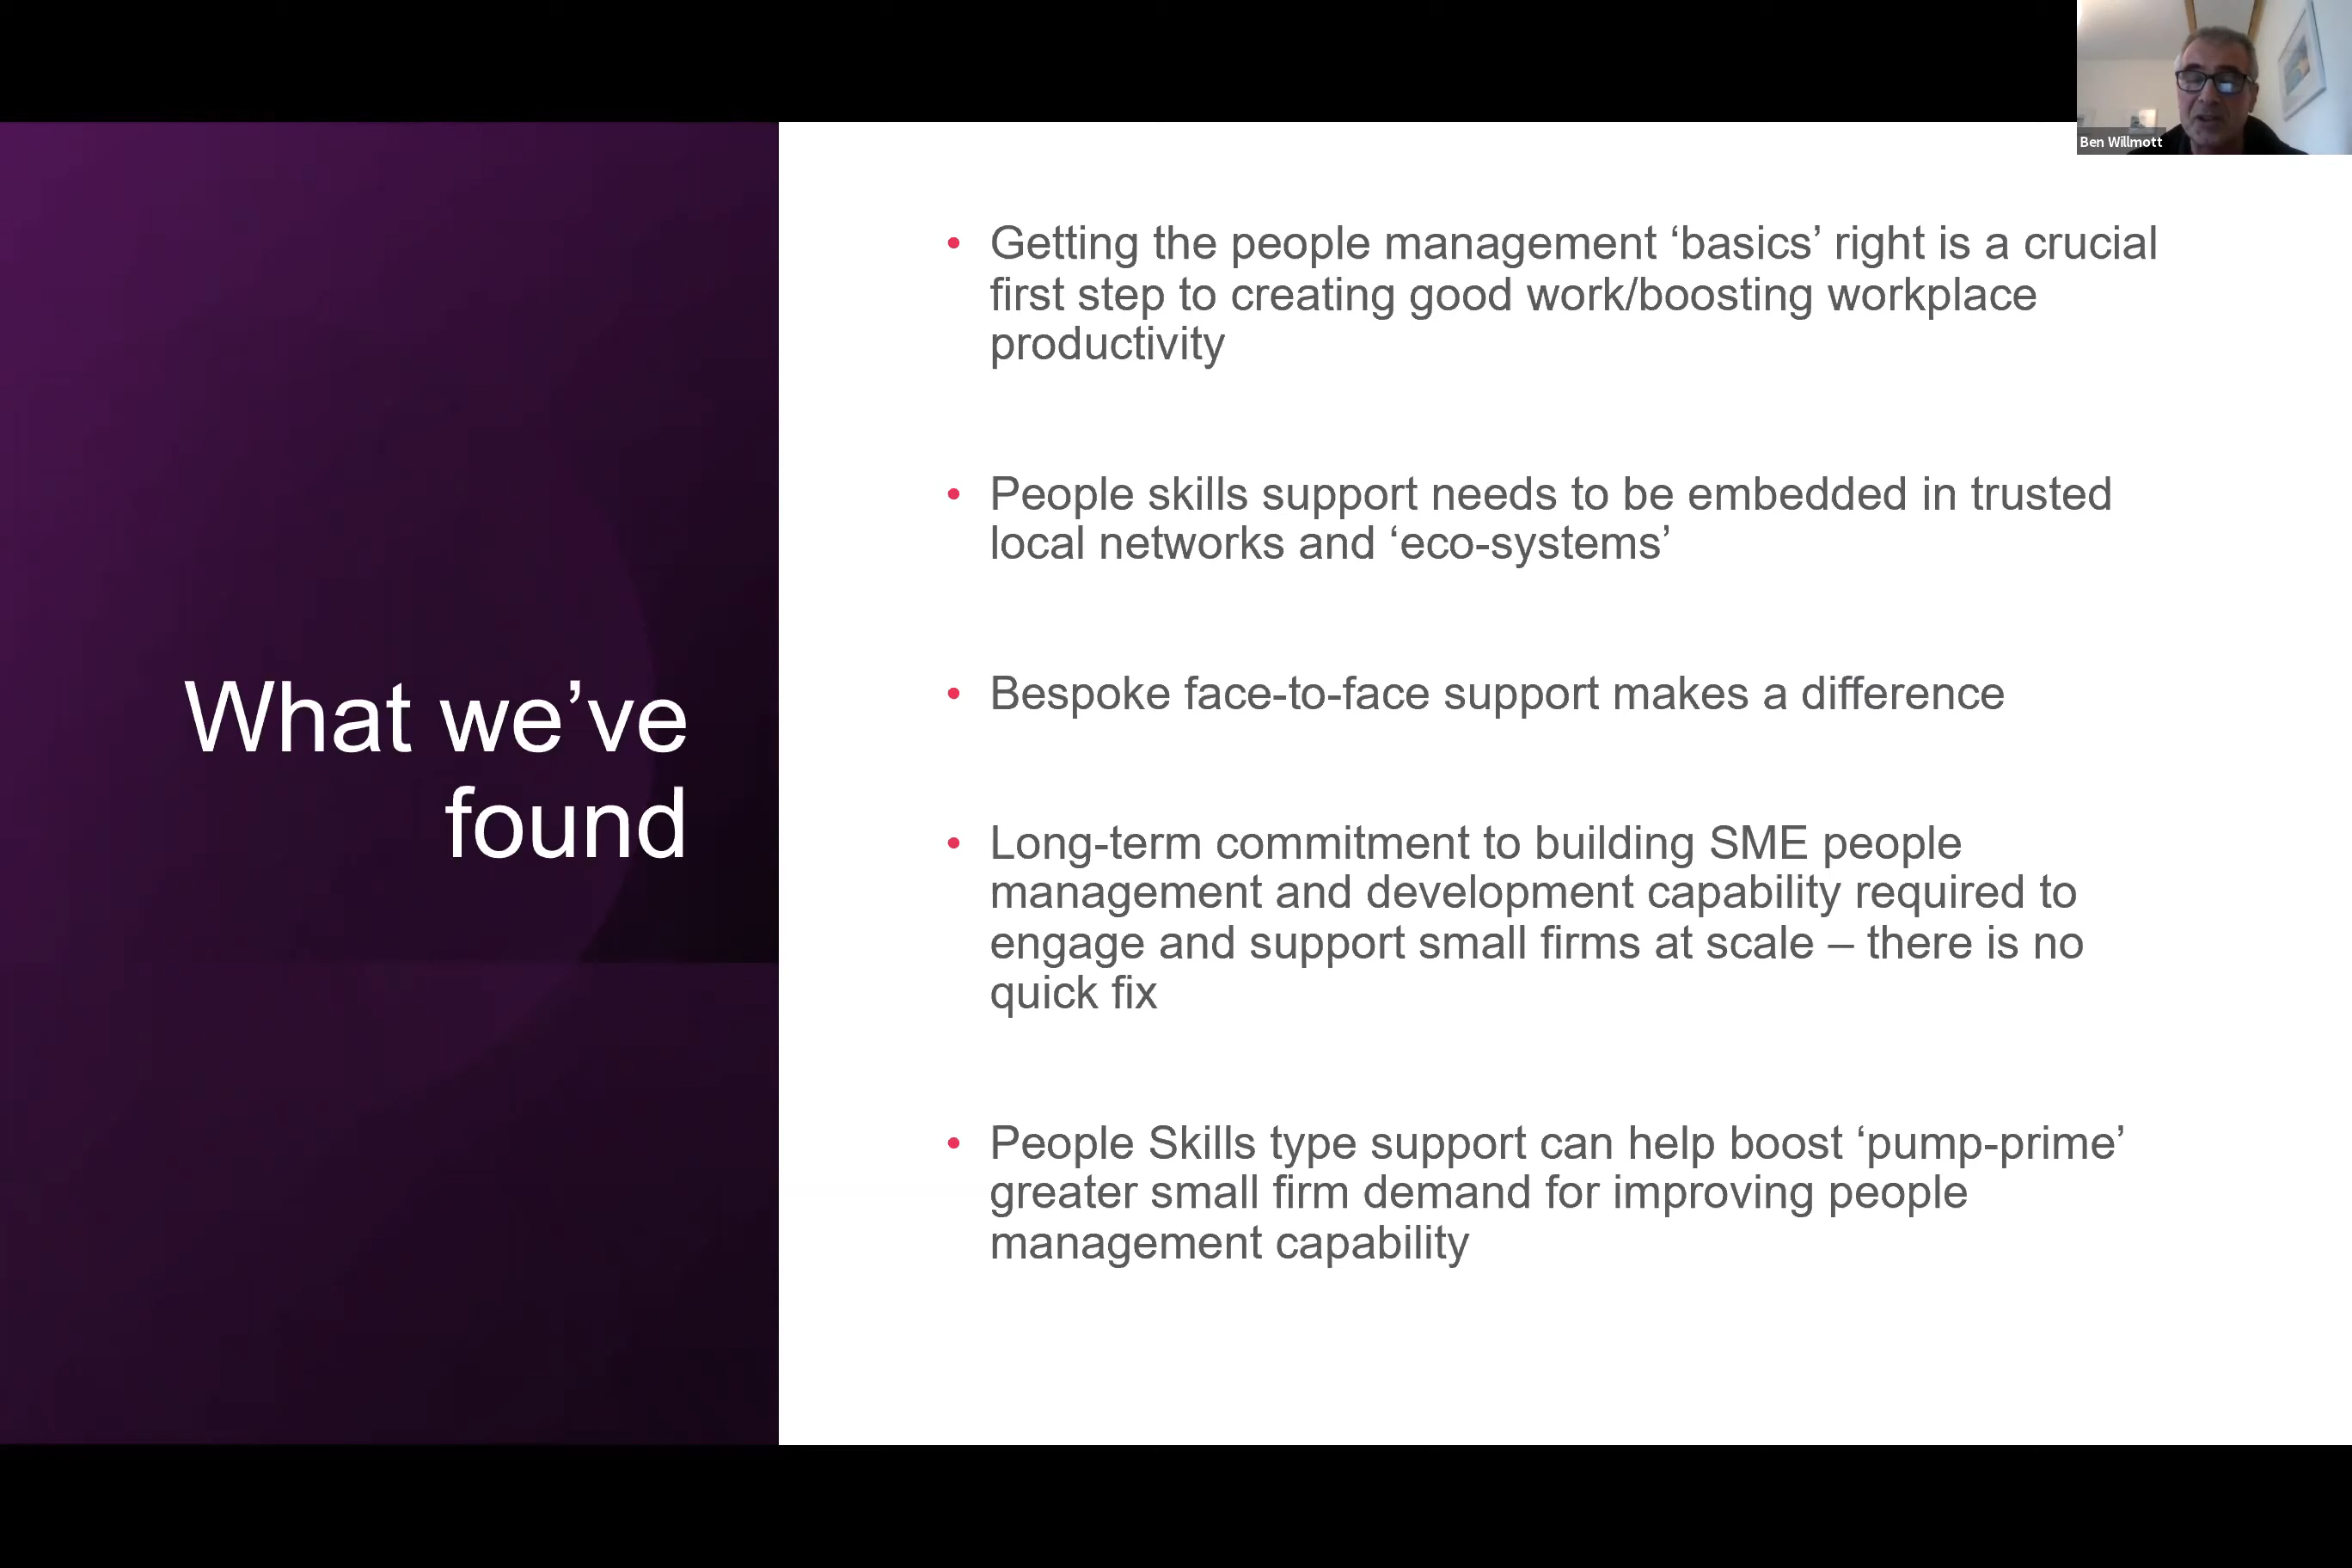 Ben Willmott
What we’ve
found
• Getting the people management ‘basics’ right is a crucial
first step to creating good work/boosting workplace
productivity
• People skills support needs to be embedded in trusted
local networks and ‘eco-systems’
• Bespoke face-to-face support makes a difference
• Long-term commitment to building SME people
management and development capability required to
engage and support small firms at scale – there is no
quick fix
• People Skills type support can help boost ‘pump-prime’
greater small firm demand for improving people
management capability